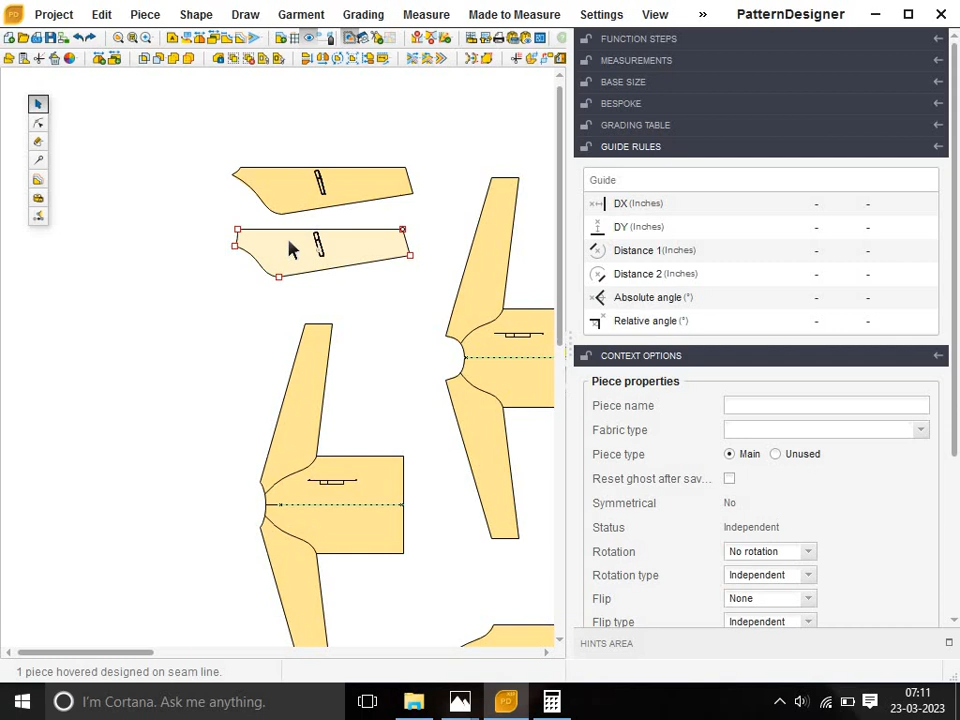 Project Edit Piece Shape Draw Garment Grading Measure Made to Measure Settings View » PatternDesigner
FUNCTION STEPS
MEASUREMENTS
BASE SIZE
BESPOKE
GRADING TABLE
GUIDE RULES
Guide
DX (Inches) - -
DY (Inches) - -
Distance 1(Inches) - -
Distance 2 (Inches) - -
Absolute angle (°) - -
Relative angle (°) - -
CONTEXT OPTIONS
Piece properties
Piece name
Fabric type
Piece type Main Unused
Reset ghost after sav...
Symmetrical No
Status Independent
Rotation No rotation
Rotation type Independent
Flip None
Flip type Independent
HINTS AREA
1 piece hovered designed on seam line.
I'm Cortana. Ask me anything.
07:11
23-03-2023